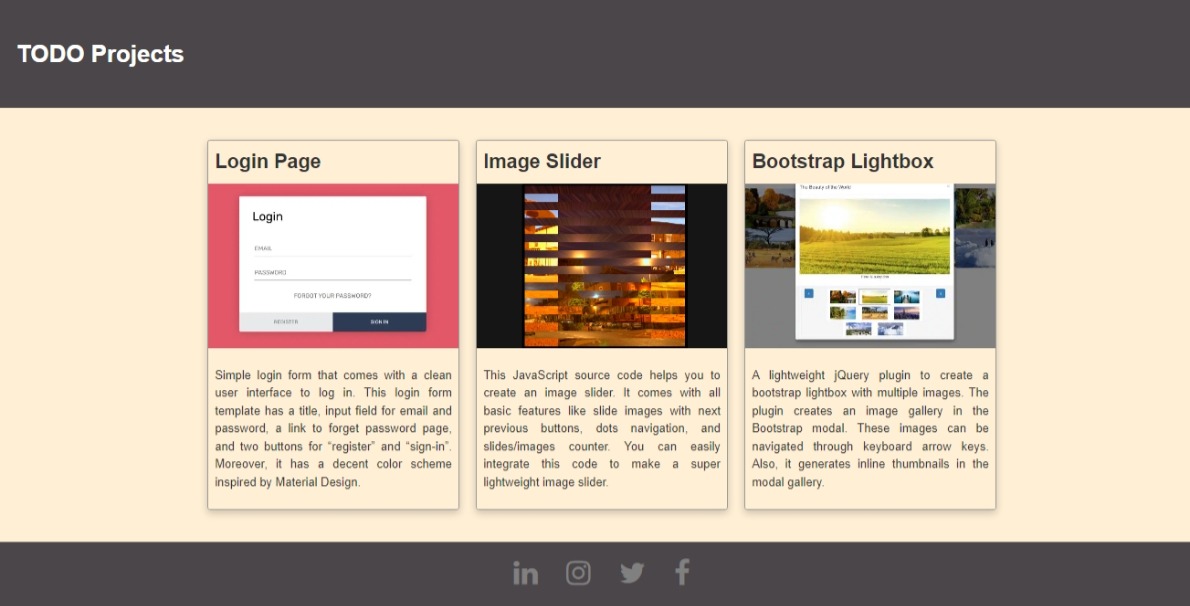 TODO Projects
Login Page
Login
EMAIL
PASSWORD
FORGOT YOUR PASSWORD?
REGISTER
SIGN IN
Simple login form that comes with a clean
user interface to log in. This login form
template has a title, input field for email and
password, a link to forget password page,
and two buttons for “register” and “sign-in”.
Moreover, it has a decent color scheme
inspired by Material Design.
Image Slider
This JavaScript source code helps you to
create an image slider. It comes with all
basic features like slide images with next
previous buttons, dots navigation, and
slides/images counter. You can easily
integrate this code to make a super
lightweight image slider.
Bootstrap Lightbox
The Beauty of the World
A lightweight jQuery plugin to create a
bootstrap lightbox with multiple images. The
plugin creates an image gallery in the
Bootstrap modal. These images can be
navigated through keyboard arrow keys.
Also, it generates inline thumbnails in the
modal gallery.